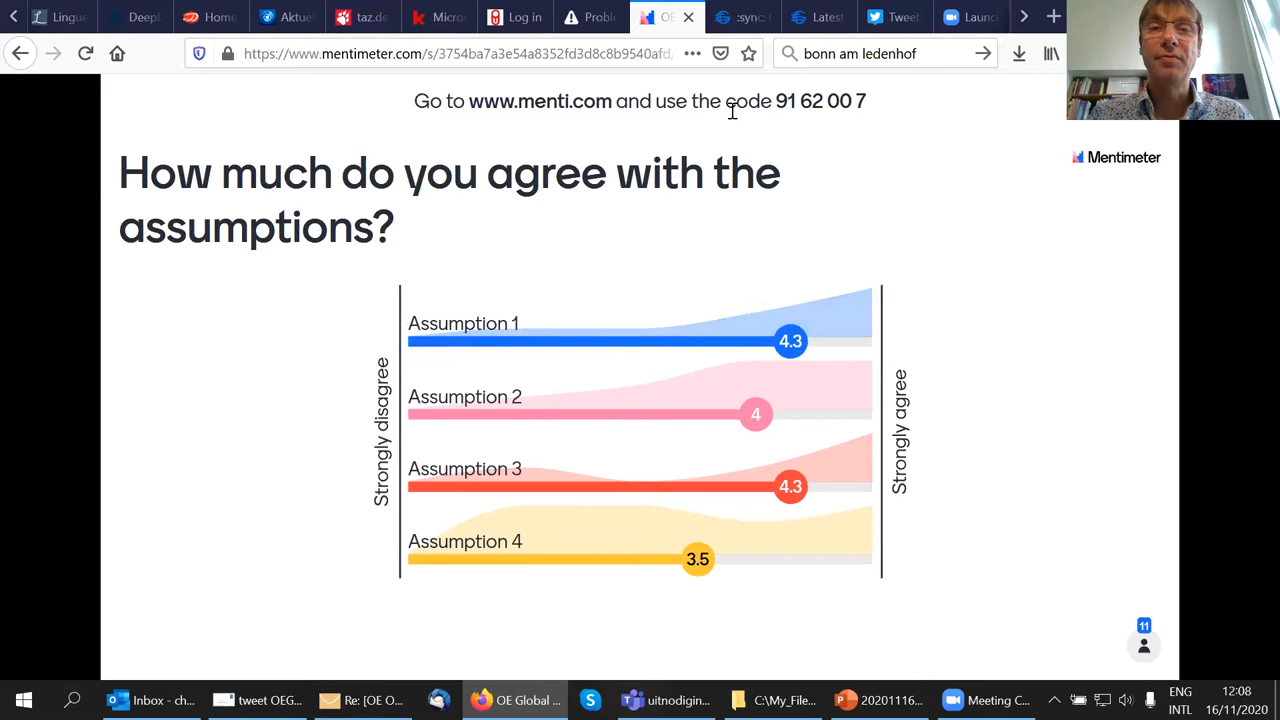 Lingue
DeepL
Home
Aktuel
taz.de
Micros
Log in
Proble
OE
:sync:
Latest
Tweet
Launc
https://www.mentimeter.com/s/3754ba7a3e54a8352fd3d8c8b9540afd/
bonn am ledenhof
Go to www.menti.com and use the code 91 62 00 7
Mentimeter
How much do you agree with the
assumptions?
Strongly disagree
Assumption 1
4.3
Assumption 2
4
Assumption 3
4.3
Assumption 4
3.5
Strongly agree
11
Inbox - ch...
tweet OEG...
Re: [OE O...
OE Global ...
uitnodigin...
C:\My_File...
20201116...
Meeting C...
ENG
INTL
12:08
16/11/2020